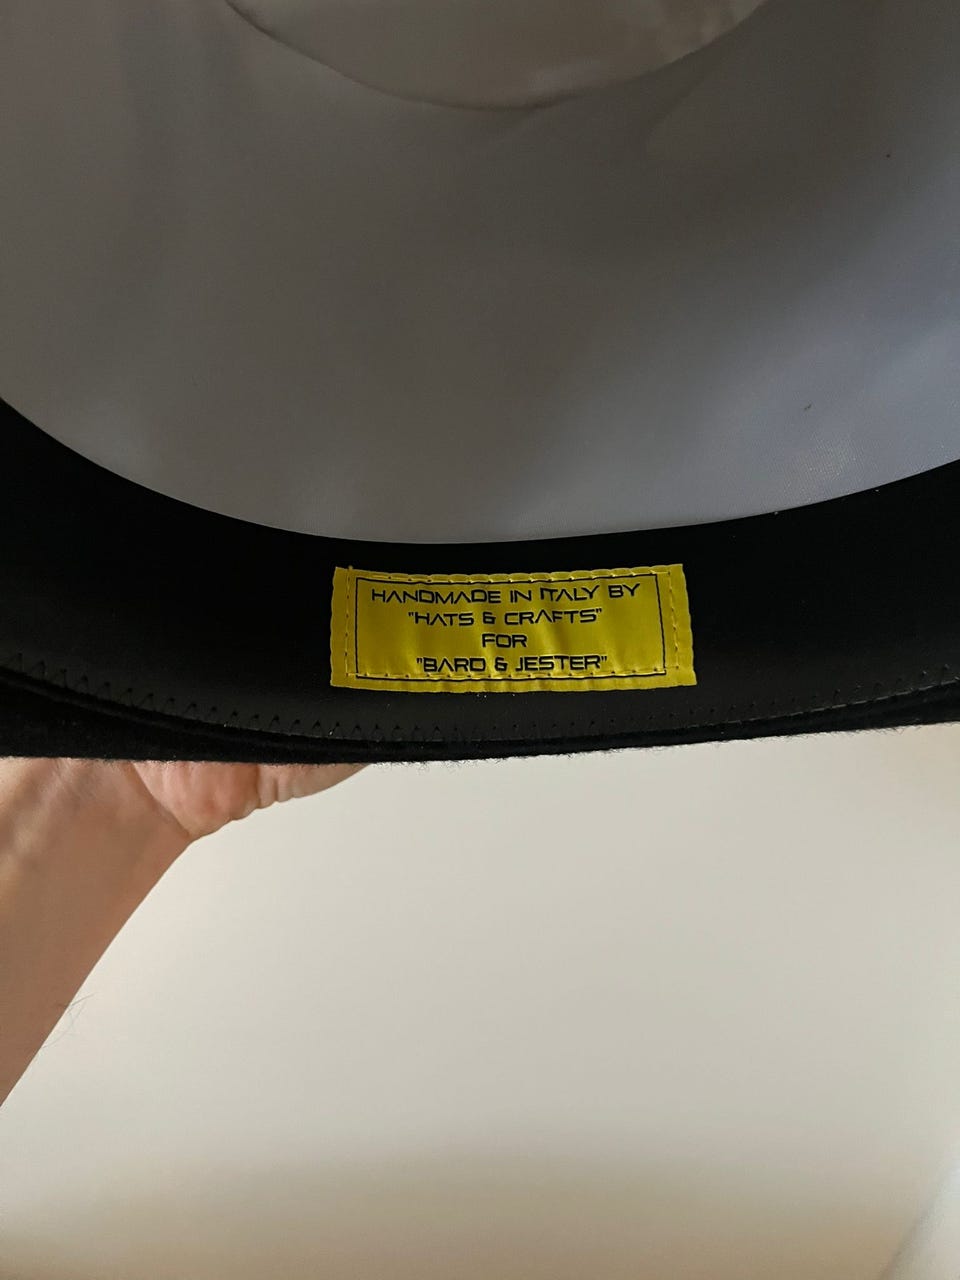 HANDMADE IN ITALY BY
"HATS & CRAFTS"
FOR
"BARD & JESTER"